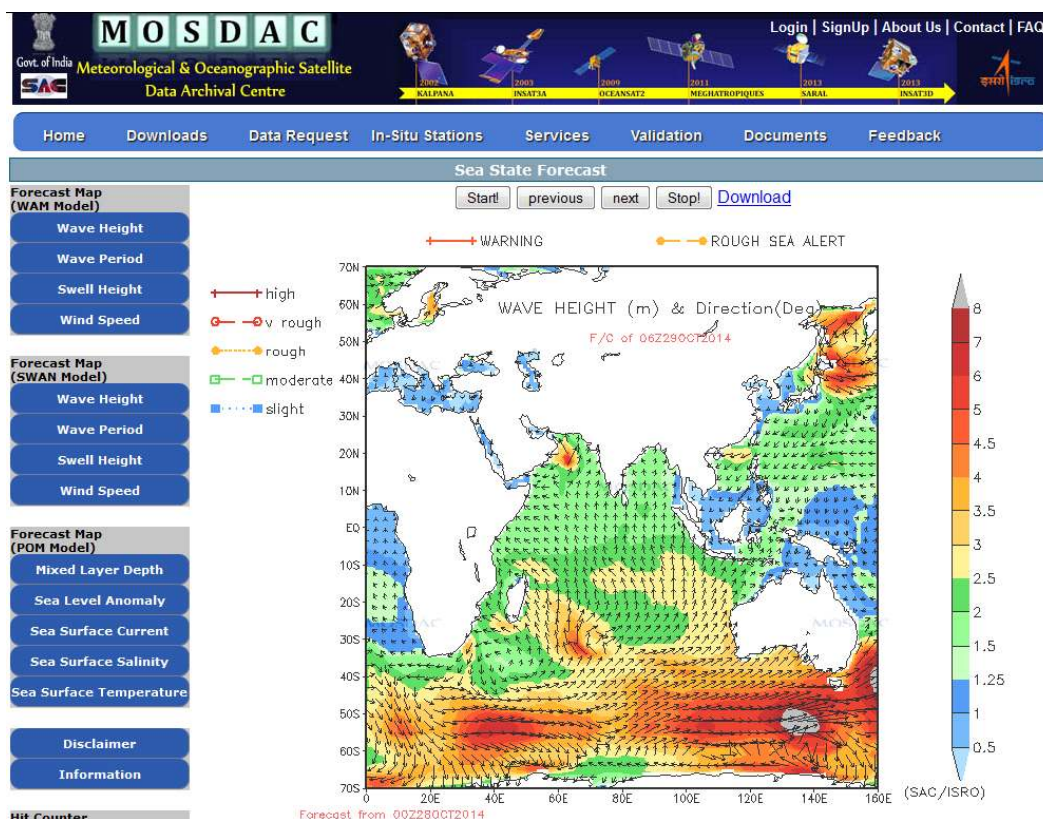 M O S D A C
Login | SignUp | About Us | Contact | FAQ
Govt. of India
Meteorological & Oceanographic Satellite
Data Archival Centre
SAC
2002 2003 2009 2011 2013 2013
KALPANA INSAT3A OCEANSAT2 MEGHATROPIQUES SARAL INSAT3D
इसरो isro
Home Downloads Data Request In-Situ Stations Services Validation Documents Feedback
Sea State Forecast
Start! previous next Stop! Download
Forecast Map
(WAM Model)
Wave Height
Wave Period
Swell Height
Wind Speed
Forecast Map
(SWAN Model)
Wave Height
Wave Period
Swell Height
Wind Speed
Forecast Map
(POM Model)
Mixed Layer Depth
Sea Level Anomaly
Sea Surface Current
Sea Surface Salinity
Sea Surface Temperature
Disclaimer
Information
Hit Counter
WARNING ROUGH SEA ALERT
high
v rough
rough
moderate
slight
WAVE HEIGHT (m) & Direction(Deg)
F/C of 06Z29OCT2014
MOSDAC
MOSDAC
70N
60N
50N
40N
30N
20N
10N
EQ
10S
20S
30S
40S
50S
60S
70S
0 20E 40E 60E 80E 100E 120E 140E 160E
8
7
6
5
4.5
4
3.5
3
2.5
2
1.5
1.25
1
0.5
(SAC/ISRO)
Forecast from 00Z28OCT2014